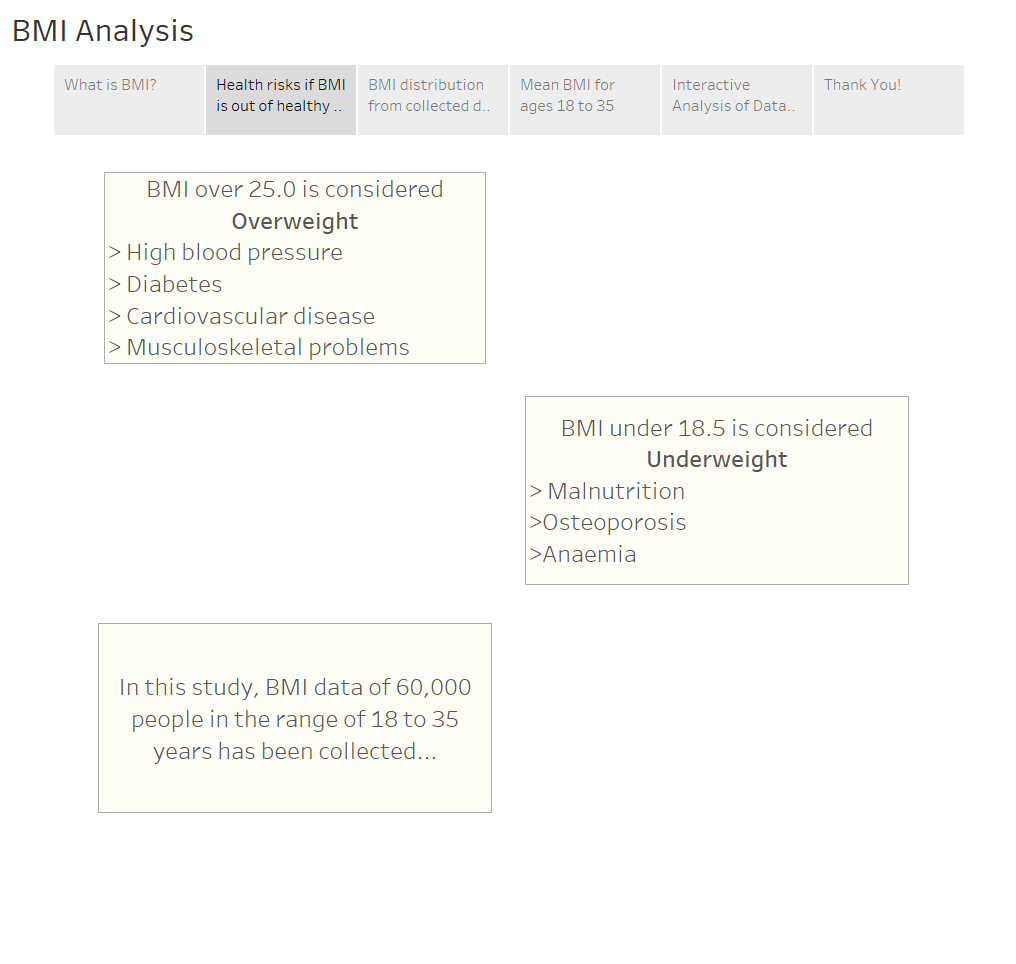 BMI Analysis
What is BMI?
Health risks if BMI
is out of healthy ..
BMI distribution
from collected d..
Mean BMI for
ages 18 to 35
Interactive
Analysis of Data..
Thank You!
BMI over 25.0 is considered
Overweight
> High blood pressure
> Diabetes
> Cardiovascular disease
> Musculoskeletal problems
BMI under 18.5 is considered
Underweight
> Malnutrition
>Osteoporosis
>Anaemia
In this study, BMI data of 60,000
people in the range of 18 to 35
years has been collected...